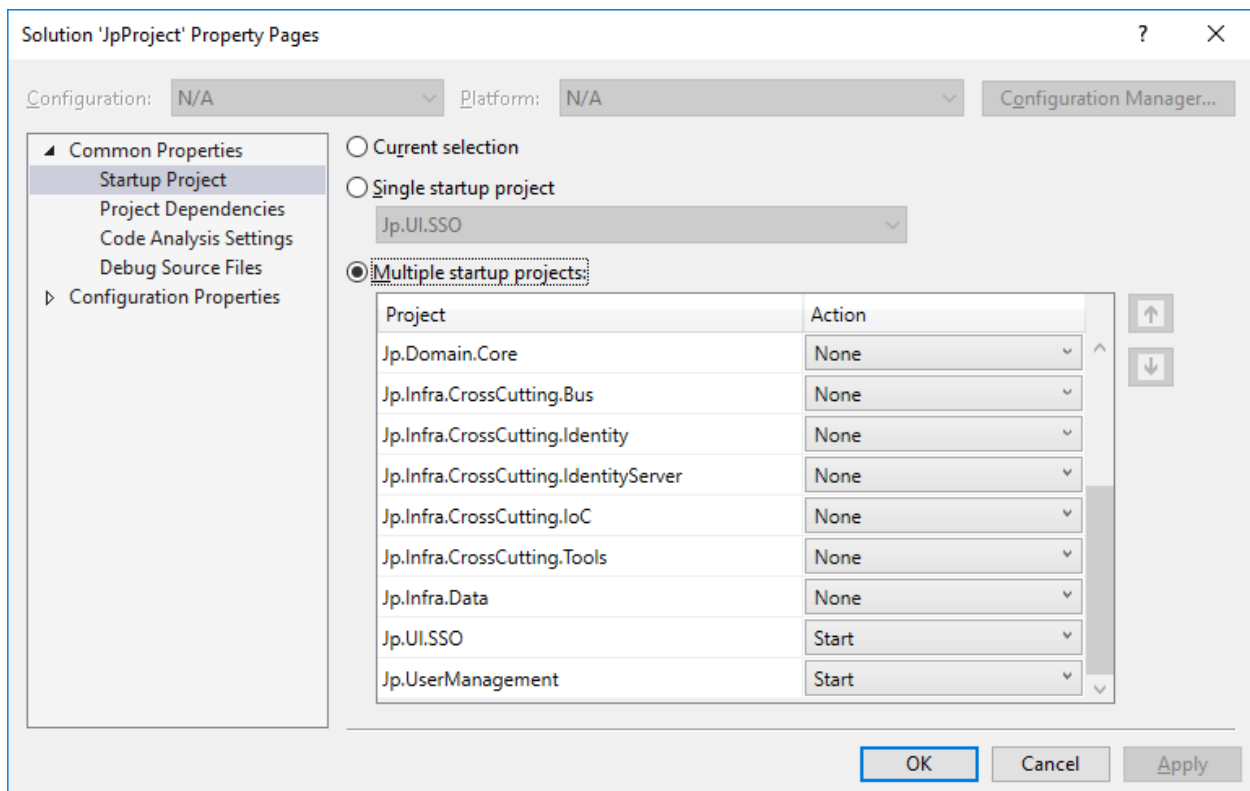 Solution 'JpProject' Property Pages
?
Configuration: N/A Platform: N/A Configuration Manager...
Common Properties
Startup Project
Project Dependencies
Code Analysis Settings
Debug Source Files
Configuration Properties
Current selection
Single startup project
Jp.UI.SSO
Multiple startup projects:
Project Action
Jp.Domain.Core None
Jp.Infra.CrossCutting.Bus None
Jp.Infra.CrossCutting.Identity None
Jp.Infra.CrossCutting.IdentityServer None
Jp.Infra.CrossCutting.IoC None
Jp.Infra.CrossCutting.Tools None
Jp.Infra.Data None
Jp.UI.SSO Start
Jp.UserManagement Start
OK Cancel Apply